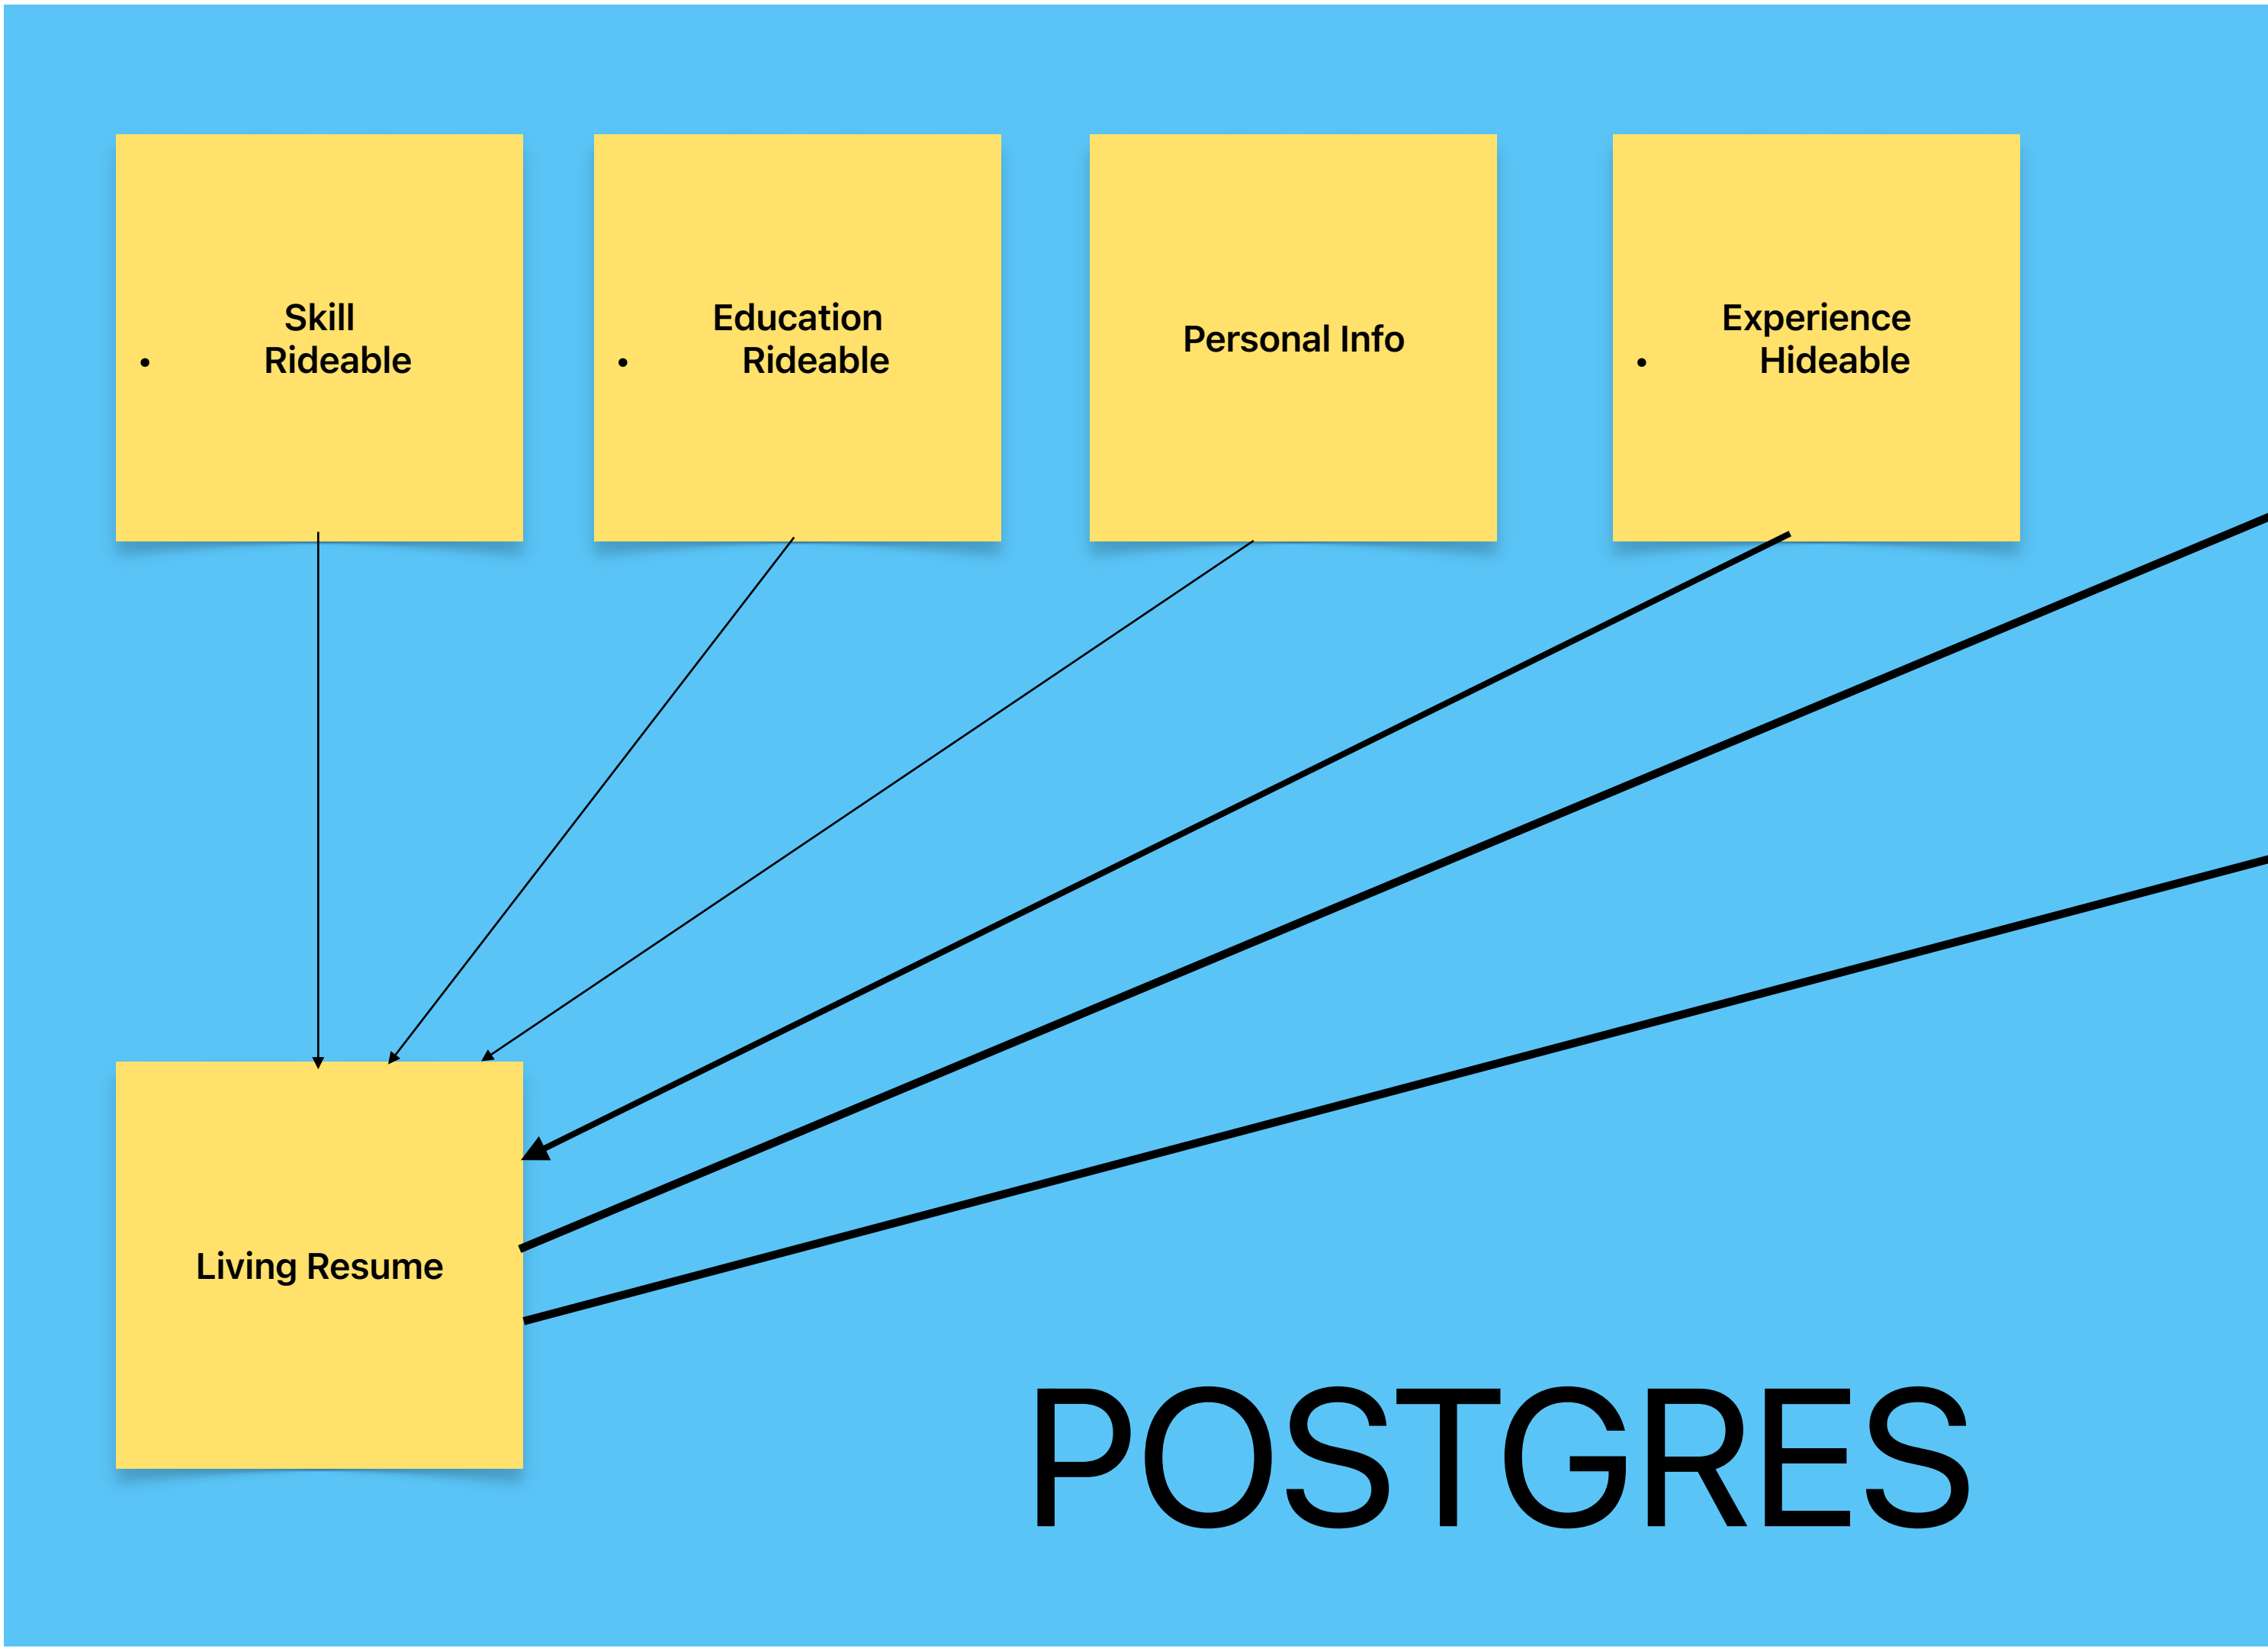 Skill
• Rideable
Education
• Rideable
Personal Info
Experience
• Hideable
Living Resume
POSTGRES